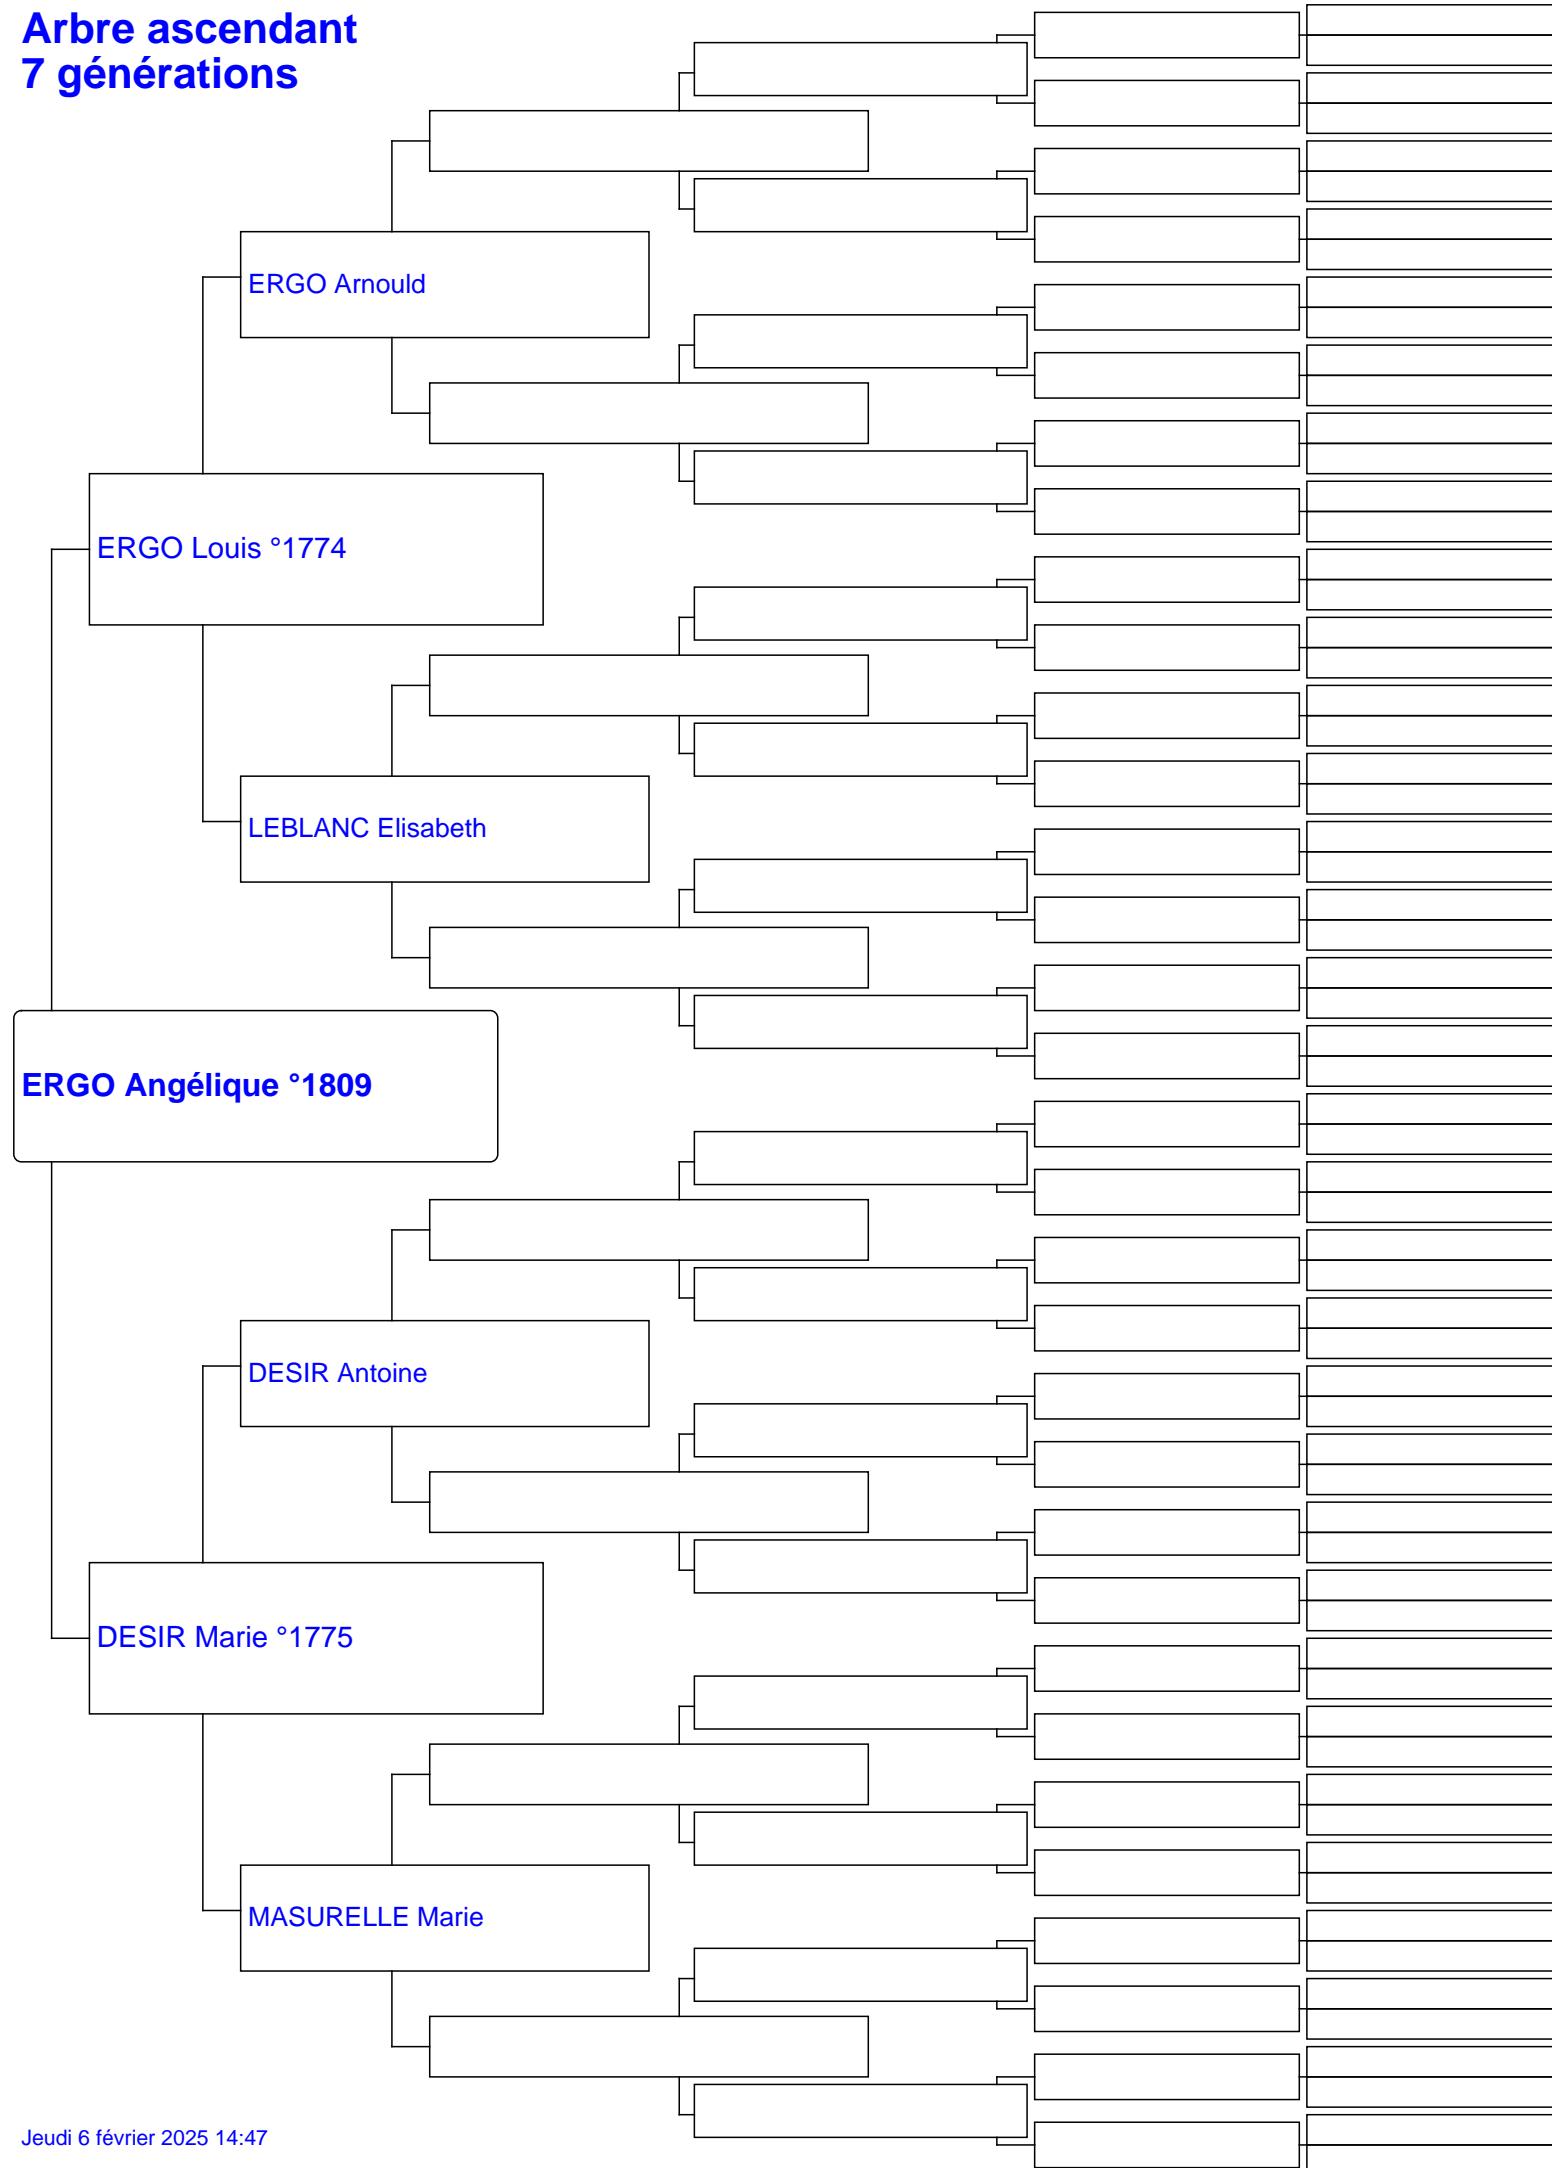 Arbre ascendant
7 générations
ERGO Arnould
ERGO Louis °1774
LEBLANC Elisabeth
ERGO Angélique °1809
DESIR Antoine
DESIR Marie °1775
MASURELLE Marie
Jeudi 6 février 2025 14:47